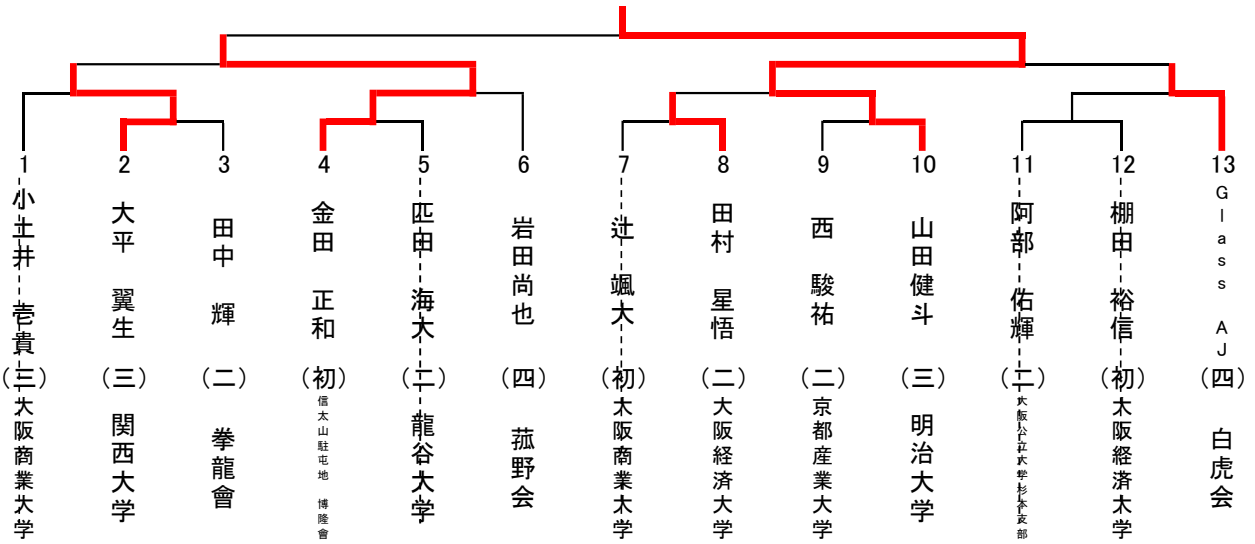 1
小土井 壱貴
(三)
大阪商業大学
2
大平 翼生
(三)
関西大学
3
田中 輝
(二)
拳龍會
4
金田 正和
(初)
信太山駐屯地 博隆會
5
匹田 海大
(二)
龍谷大学
6
岩田尚也
(四)
菰野会
7
辻 颯大
(初)
大阪商業大学
8
田村 星悟
(二)
大阪経済大学
9
西 駿祐
(二)
京都産業大学
10
山田健斗
(三)
明治大学
11
阿部 佑輝
(二)
大阪公立大学杉本支部
12
棚田 裕信
(初)
大阪経済大学
13
Glass AJ
(四)
白虎会